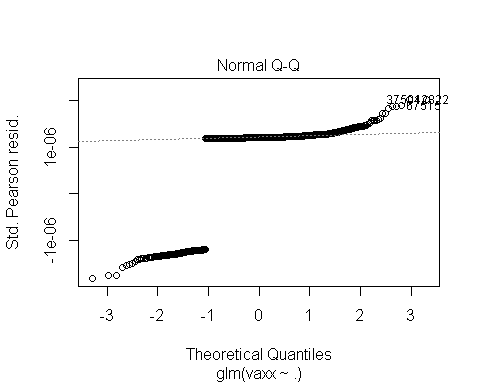 Normal Q-Q
Std. Pearson resid.
-1e-06
1e-06
-3
-2
-1
0
1
2
3
Theoretical Quantiles
glm(vaxx ~ .)